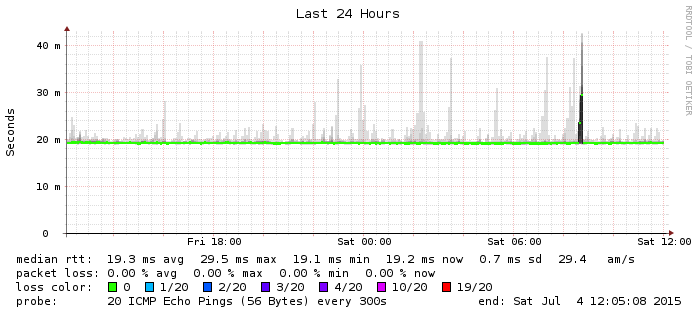 Last 24 Hours
RRDTOOL / TOBI OETIKER
Seconds
40 m
30 m
20 m
10 m
0
Fri 18:00 Sat 00:00 Sat 06:00 Sat 12:00
median rtt: 19.3 ms avg 29.5 ms max 19.1 ms min 19.2 ms now 0.7 ms sd 29.4 am/s
packet loss: 0.00 % avg 0.00 % max 0.00 % min 0.00 % now
loss color: 0 1/20 2/20 3/20 4/20 10/20 19/20
probe: 20 ICMP Echo Pings (56 Bytes) every 300s end: Sat Jul 4 12:05:08 2015